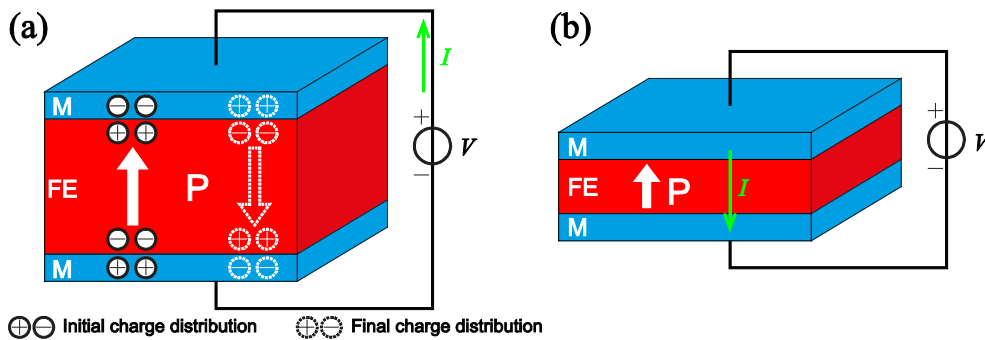 (a)
I
M
+
V
FE
P
−
M
Initial charge distribution
Final charge distribution
(b)
M
+
FE
P
I
V
−
M